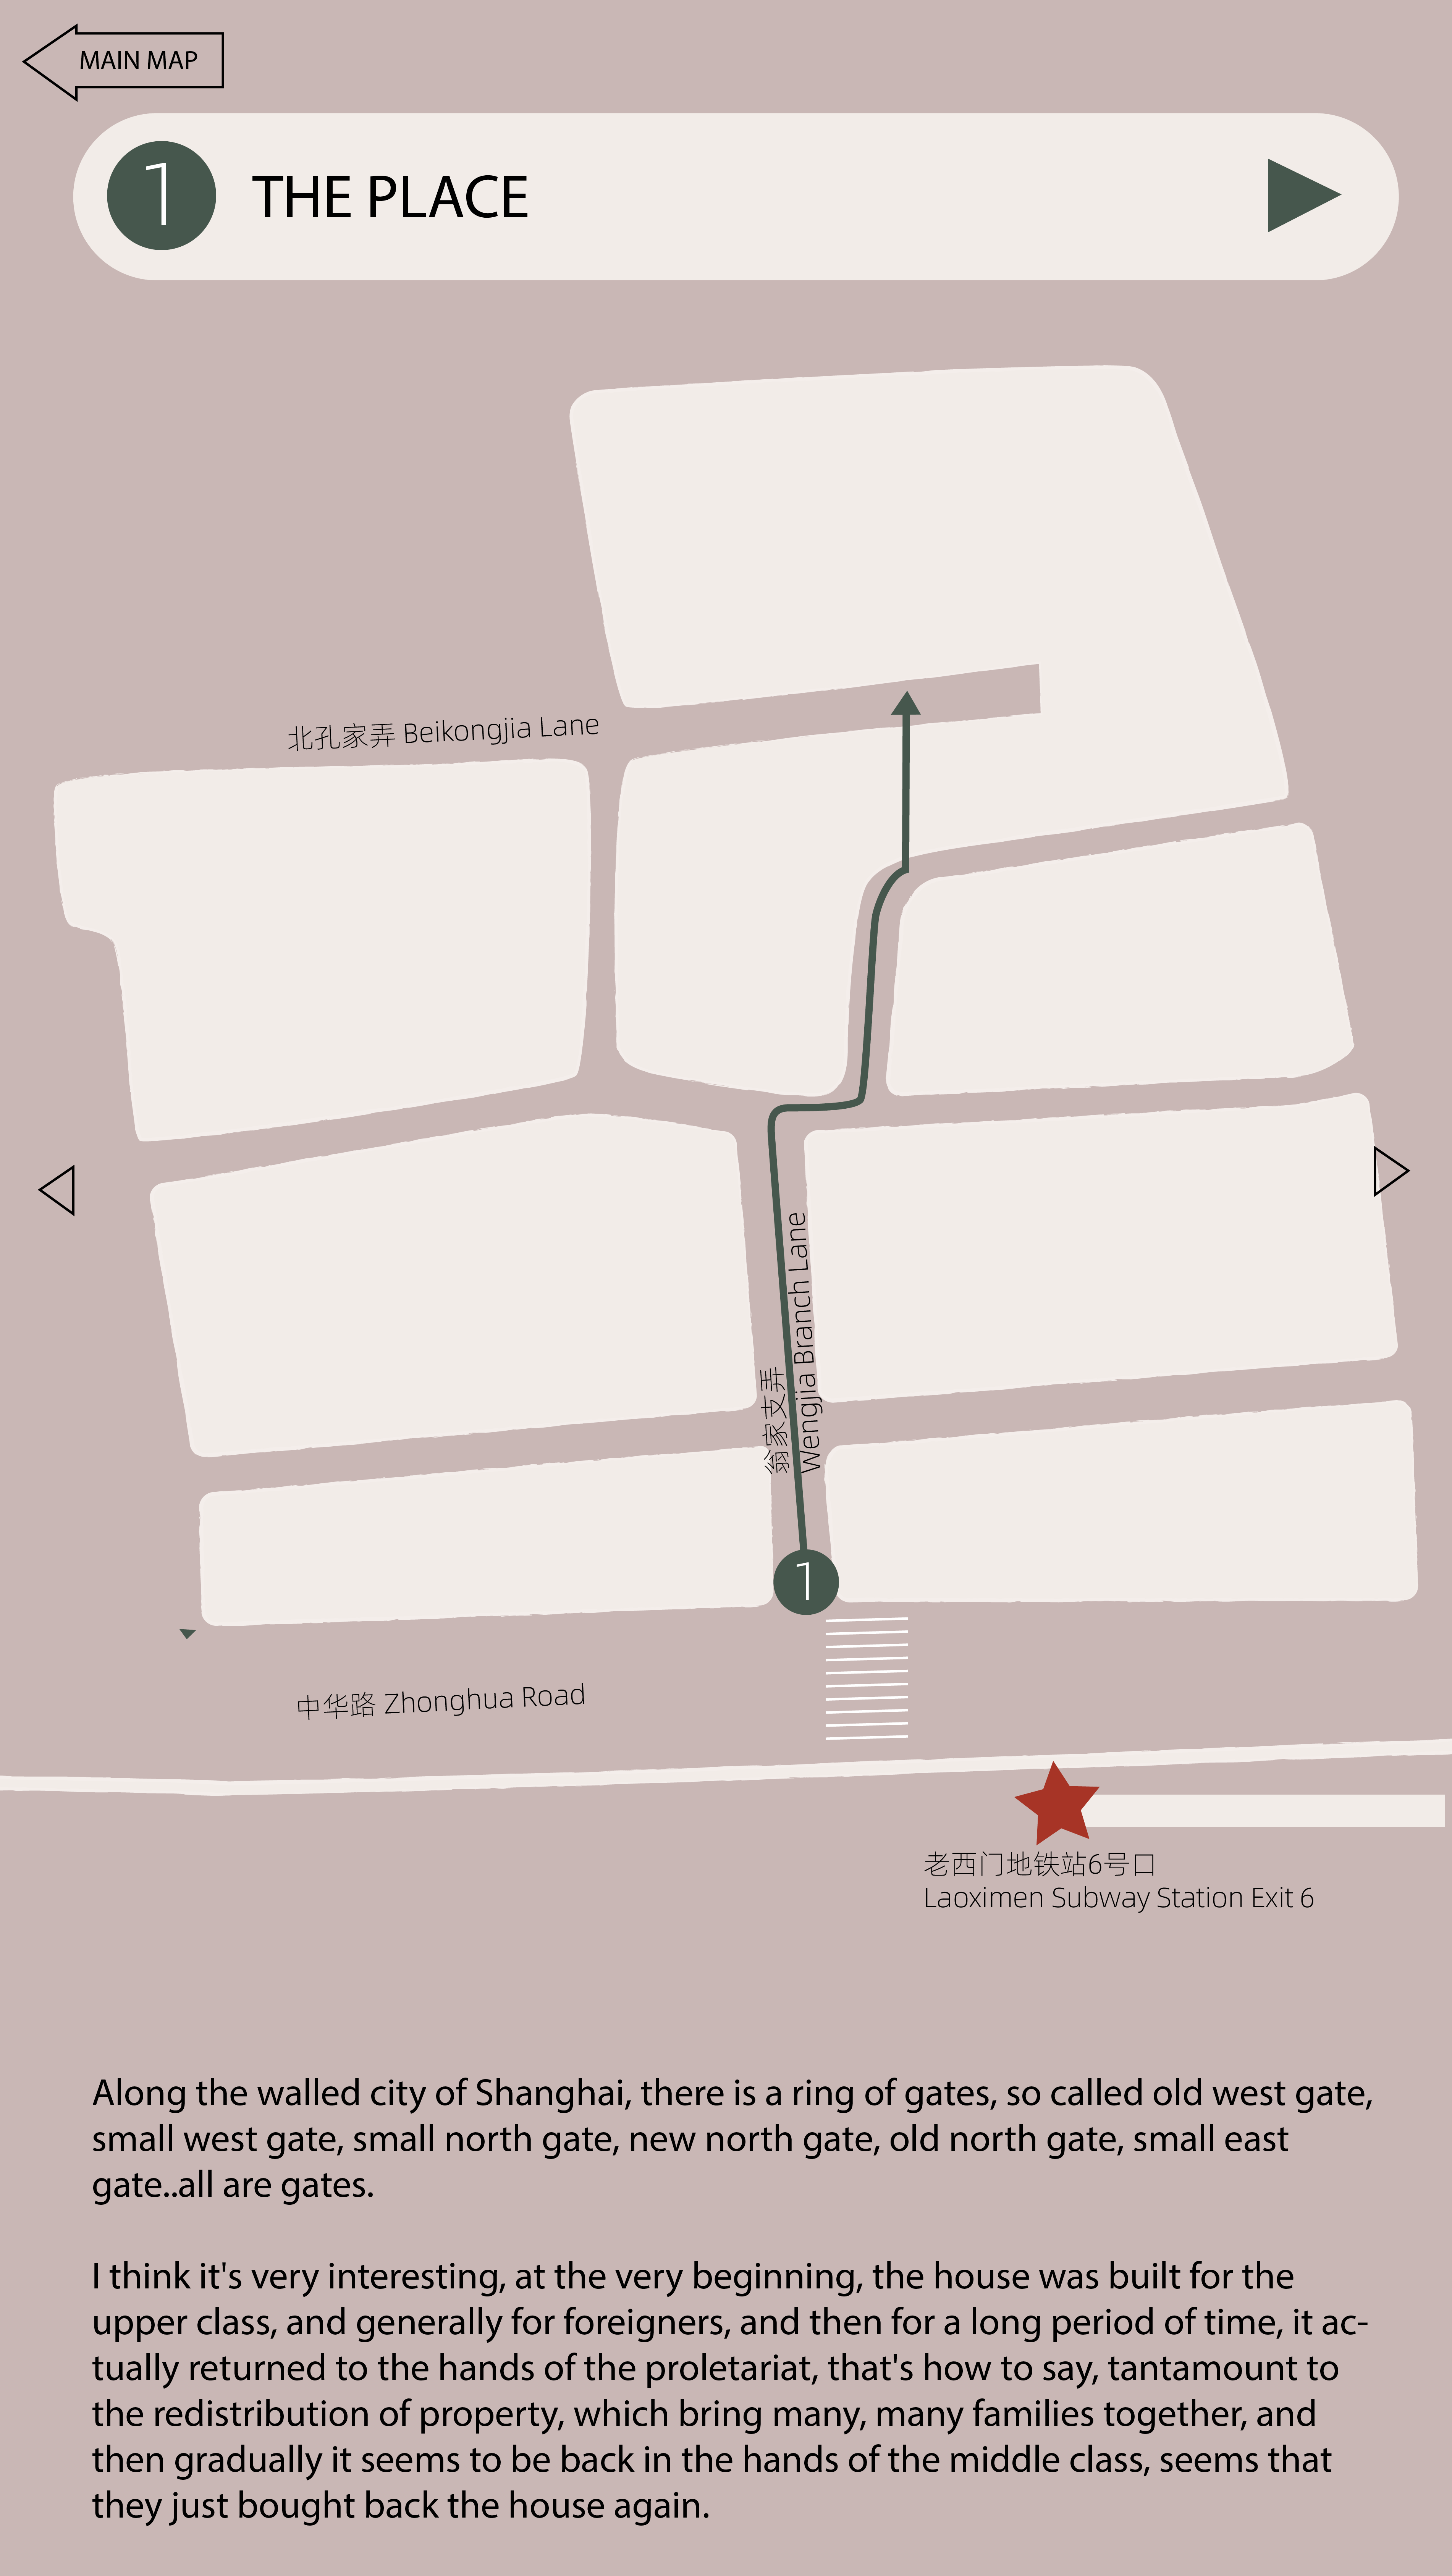 MAIN MAP
1 THE PLACE
北孔家弄 Beikongjia Lane
翁家支弄
Wengjia Branch Lane
1
中华路 Zhonghua Road
老西门地铁站6号口
Laoximen Subway Station Exit 6
Along the walled city of Shanghai, there is a ring of gates, so called old west gate,
small west gate, small north gate, new north gate, old north gate, small east
gate..all are gates.
I think it's very interesting, at the very beginning, the house was built for the
upper class, and generally for foreigners, and then for a long period of time, it ac-
tually returned to the hands of the proletariat, that's how to say, tantamount to
the redistribution of property, which bring many, many families together, and
then gradually it seems to be back in the hands of the middle class, seems that
they just bought back the house again.